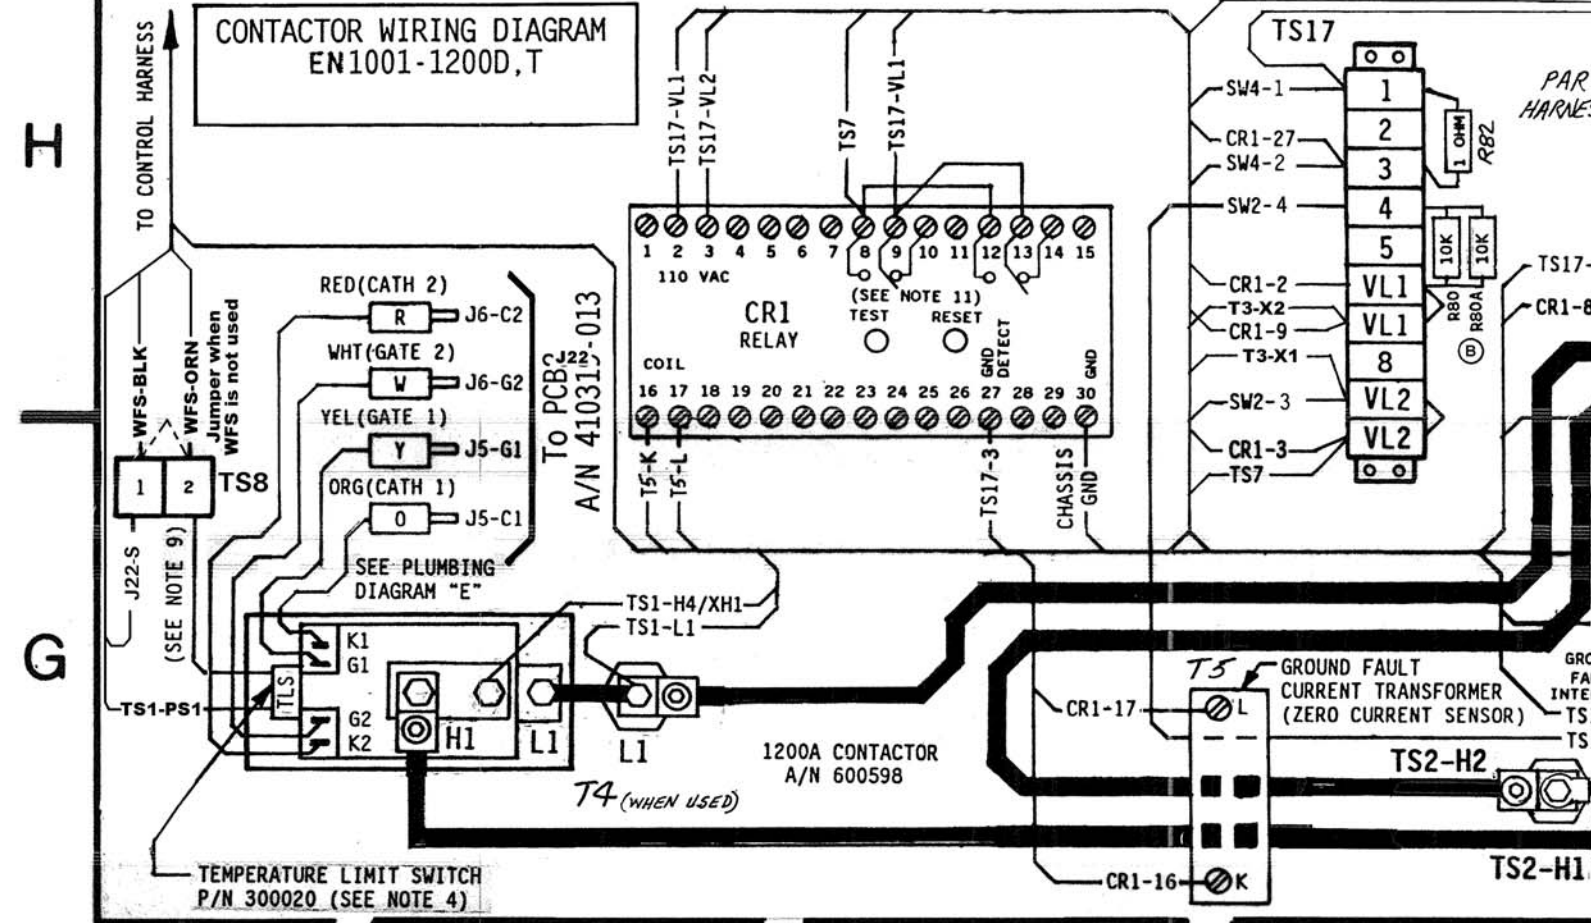 CONTACTOR WIRING DIAGRAM
EN1001-1200D,T
TO CONTROL HARNESS
H
G
WFS-BLK
WFS-ORN
Jumper when
WFS is not used
1 2
TS8
J22-S
(SEE NOTE 9)
RED(CATH 2)
R J6-C2
WHT(GATE 2)
W J6-G2
YEL(GATE 1)
Y J5-G1
ORG(CATH 1)
O J5-C1
SEE PLUMBING
DIAGRAM "E"
J22
A/N
TS17-VL1
TS17-VL2
TS7
TS17-VL1
1 2 3 4 5 6 7 8 9 10 11 12 13 14 15
110 VAC
(SEE NOTE 11)
CR1
RELAY
TEST RESET
GND
DETECT
GND
COIL
16 17 18 19 20 21 22 23 24 25 26 27 28 29 30
T5-K
T5-L
TS17-3
CHASSIS
GND
TS17
SW4-1
CR1-27
SW4-2
SW2-4
CR1-2
T3-X2
CR1-9
T3-X1
SW2-3
CR1-3
TS7
1
2
3
4
5
VL1
VL1
8
VL2
VL2
1 OHM
R82
10K
10K
R80
R80A
B
PAR
HARNES
TS17-
CR1-8
TS1-H4/XH1
TS1-L1
K1
G1
TLS
G2
K2
TS1-PS1
H1
L1
L1
T4 (WHEN USED)
1200A CONTACTOR
A/N 600598
CR1-17
T5
L
GROUND FAULT
CURRENT TRANSFORMER
(ZERO CURRENT SENSOR)
GRO
FA
INTE
TS
TS
TS2-H2
TS2-H1
CR1-16
K
TEMPERATURE LIMIT SWITCH
P/N 300020 (SEE NOTE 4)